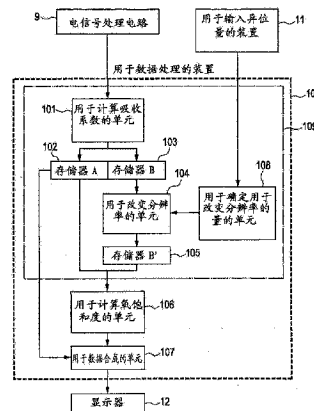 9
电信号处理电路
11
用于输入异位
量的装置
用于数据处理的装置
10
109
101
用于计算吸收
系数的单元
102
103
存储器 A
存储器 B
104
108
用于改变分辨
率的单元
用于确定用于
改变分辨率的
量的单元
存储器 B'
105
用于计算氧饱
和度的单元
106
用于数据合点的单元
107
显示器
12